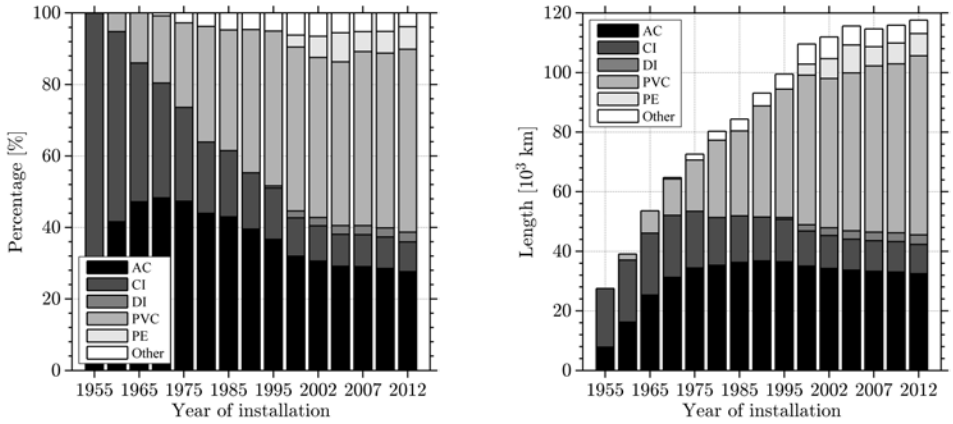 100
80
60
40
20
0
Percentage [%]
AC
CI
DI
PVC
PE
Other
1955 1965 1975 1985 1995 2002 2007 2012
Year of installation
120
100
80
60
40
20
0
Length [10³ km]
AC
CI
DI
PVC
PE
Other
1955 1965 1975 1985 1995 2002 2007 2012
Year of installation